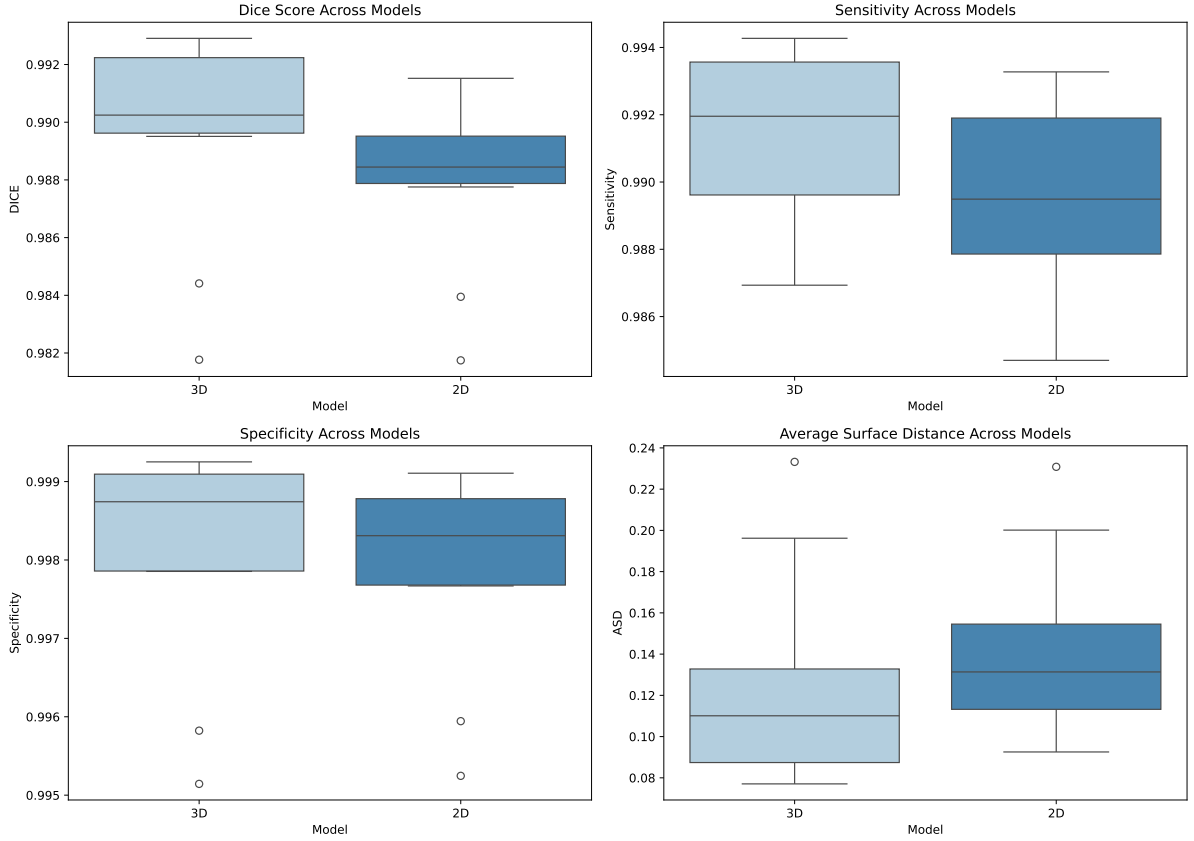 Dice Score Across Models
DICE
0.992
0.990
0.988
0.986
0.984
0.982
3D
2D
Model
Sensitivity Across Models
Sensitivity
0.994
0.992
0.990
0.988
0.986
3D
2D
Model
Specificity Across Models
Specificity
0.999
0.998
0.997
0.996
0.995
3D
2D
Model
Average Surface Distance Across Models
ASD
0.24
0.22
0.20
0.18
0.16
0.14
0.12
0.10
0.08
3D
2D
Model